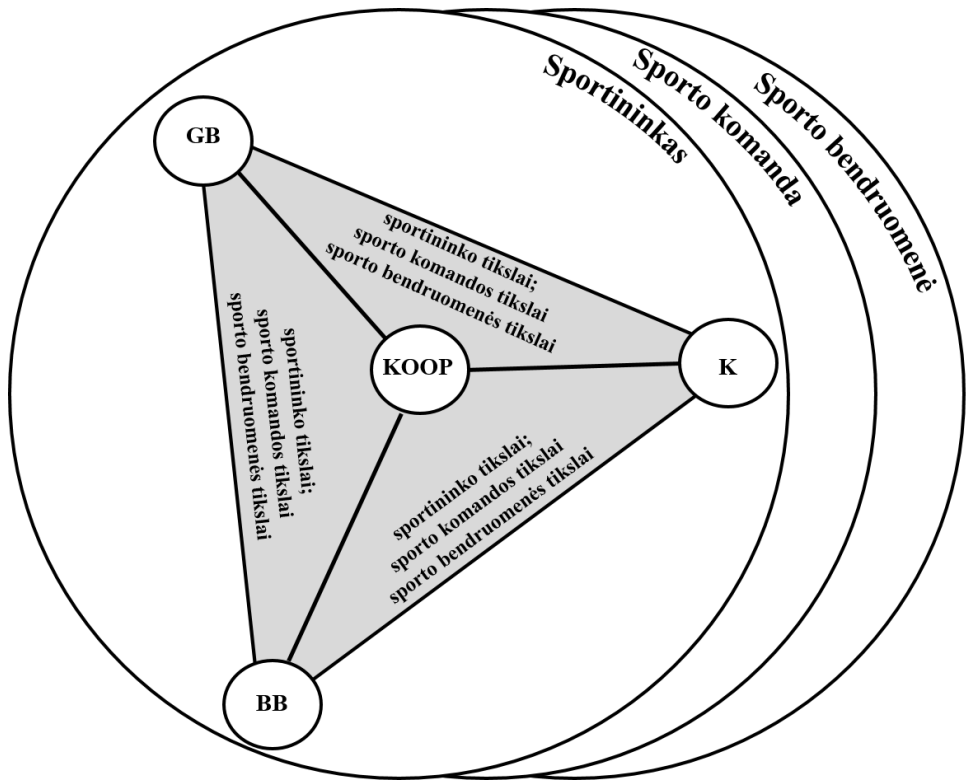 Sportininkas
Sporto komanda
Sporto bendruomenė
GB
sportininko tikslai;
sporto komandos tikslai
sporto bendruomenės tikslai
KOOP
K
sportininko tikslai;
sporto komandos tikslai
sporto bendruomenės tikslai
sportininko tikslai;
sporto komandos tikslai
sporto bendruomenės tikslai
BB